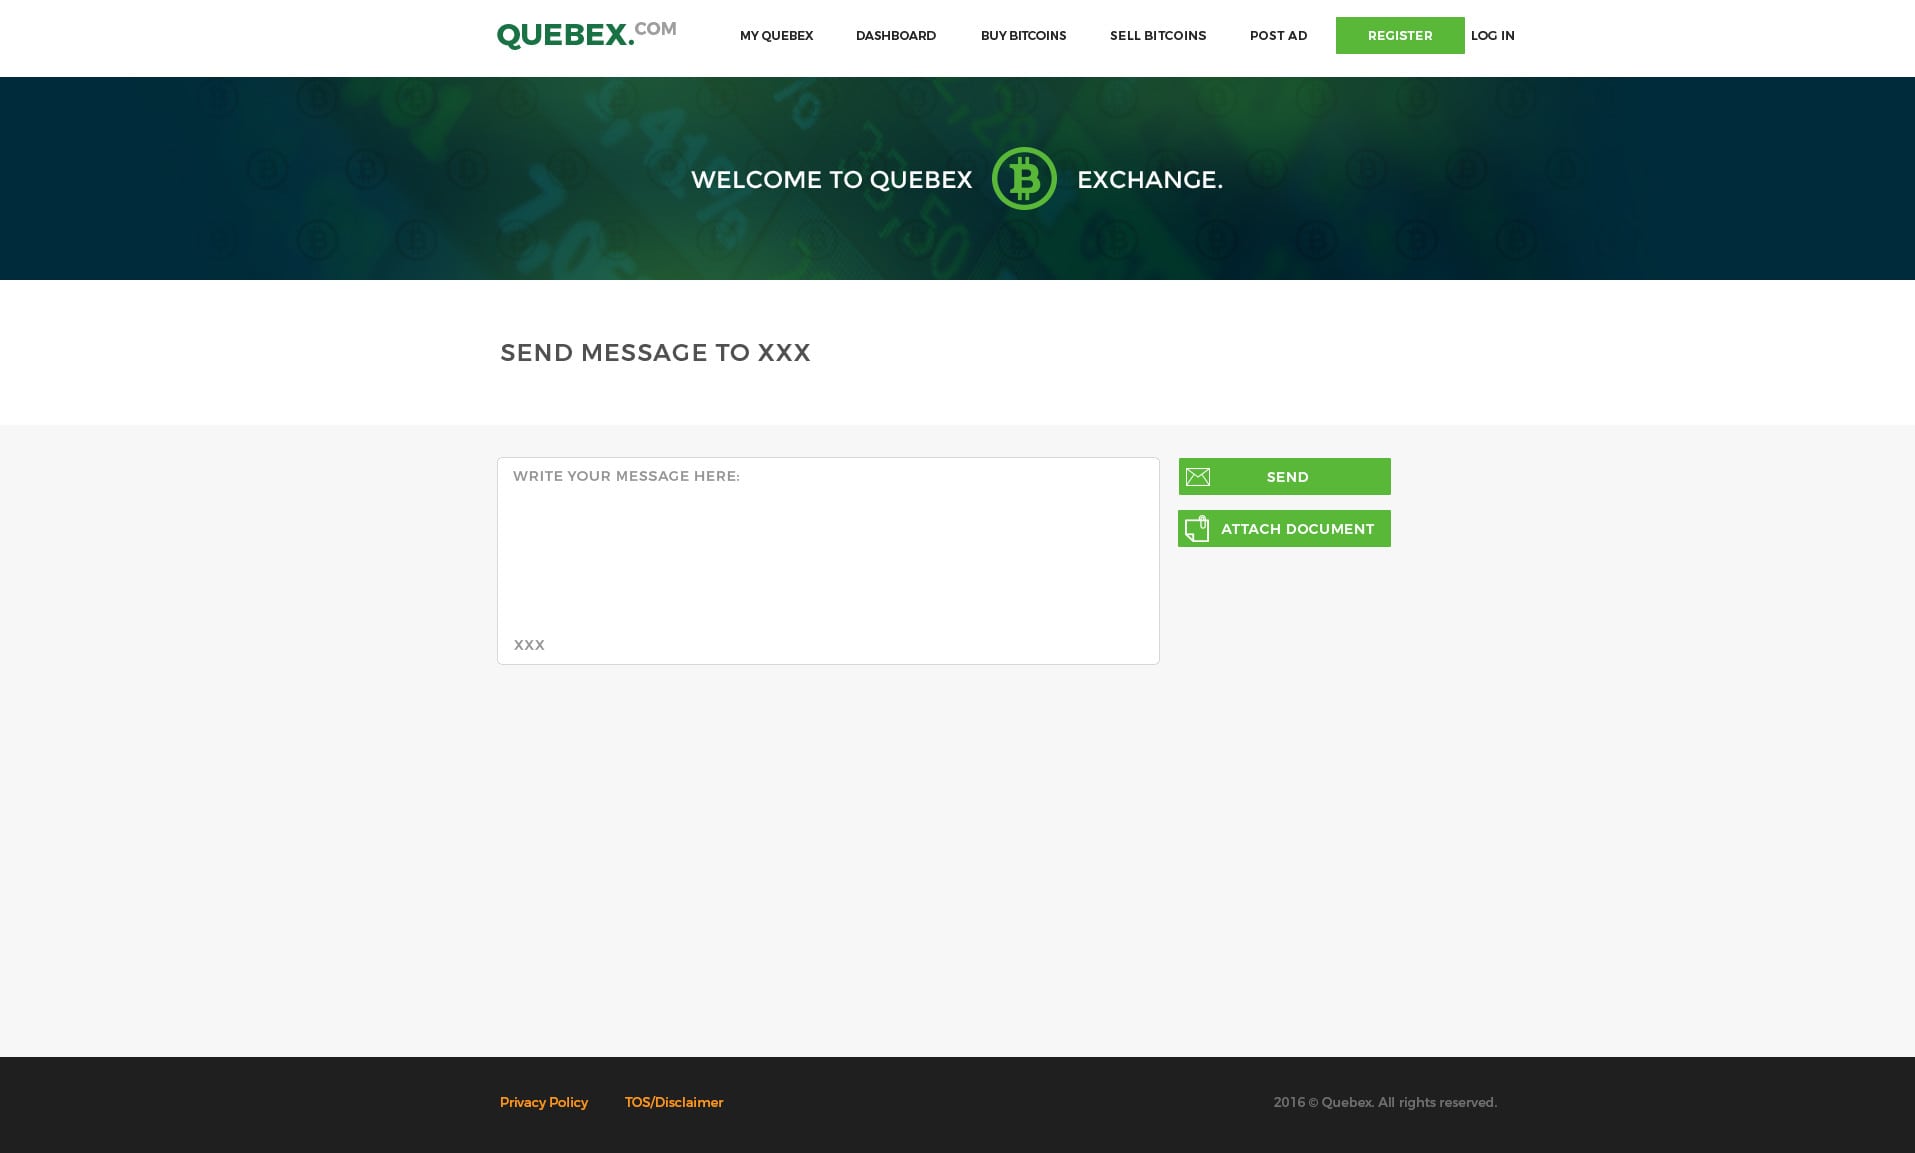 QUEBEX.COM
MY QUEBEX
DASHBOARD
BUY BITCOINS
SELL BITCOINS
POST AD
REGISTER
LOG IN
WELCOME TO QUEBEX EXCHANGE.
SEND MESSAGE TO XXX
WRITE YOUR MESSAGE HERE:
SEND
ATTACH DOCUMENT
XXX
Privacy Policy
TOS/Disclaimer
2016 © Quebex. All rights reserved.